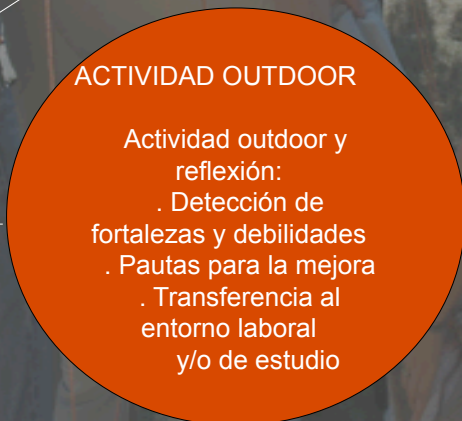 ACTIVIDAD OUTDOOR
Actividad outdoor y
reflexión:
. Detección de
fortalezas y debilidades
. Pautas para la mejora
. Transferencia al
entorno laboral
y/o de estudio